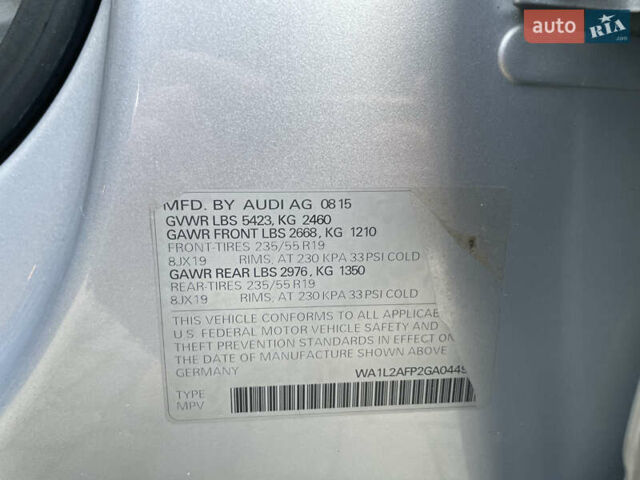 auto RIA.com
MFD. BY AUDI AG 08 15
GVWR LBS 5423, KG 2460
GAWR FRONT LBS 2668, KG 1210
FRONT-TIRES 235/55 R19
8JX19 RIMS, AT 230 KPA 33 PSI COLD
GAWR REAR LBS 2976, KG 1350
REAR-TIRES 235/55 R19
8JX19 RIMS, AT 230 KPA 33 PSI COLD
THIS VEHICLE CONFORMS TO ALL APPLICAB
U.S. FEDERAL MOTOR VEHICLE SAFETY AND
THEFT PREVENTION STANDARDS IN EFFECT ON
THE DATE OF MANUFACTURE SHOWN ABOVE
GERMANY WA1L2AFP2GA0449
TYPE
MPV